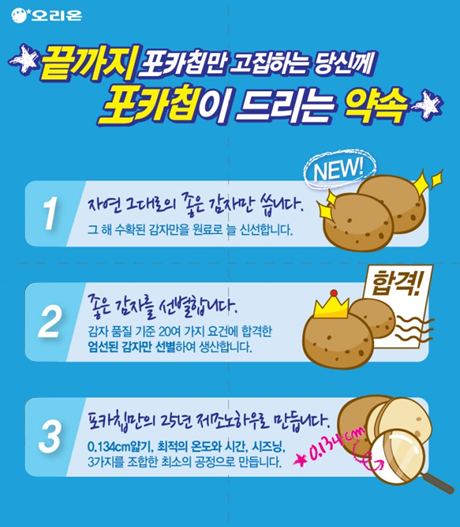 오리온
끝까지 포카칩만 고집하는 당신께
포카칩이 드리는 약속
NEW!
1
자연 그대로의 좋은 감자만 씁니다.
그 해 수확된 감자만을 원료로 늘 신선합니다.
합격!
2
좋은 감자를 선별합니다.
감자 품질 기준 20여 가지 요건에 합격한
엄선된 감자만 선별하여 생산합니다.
3
포카칩만의 25년 제조노하우로 만듭니다.
0.134cm알기, 최적의 온도와 시간, 시즈닝,
3가지를 조합한 최소의 공정으로 만듭니다.
0.134cm